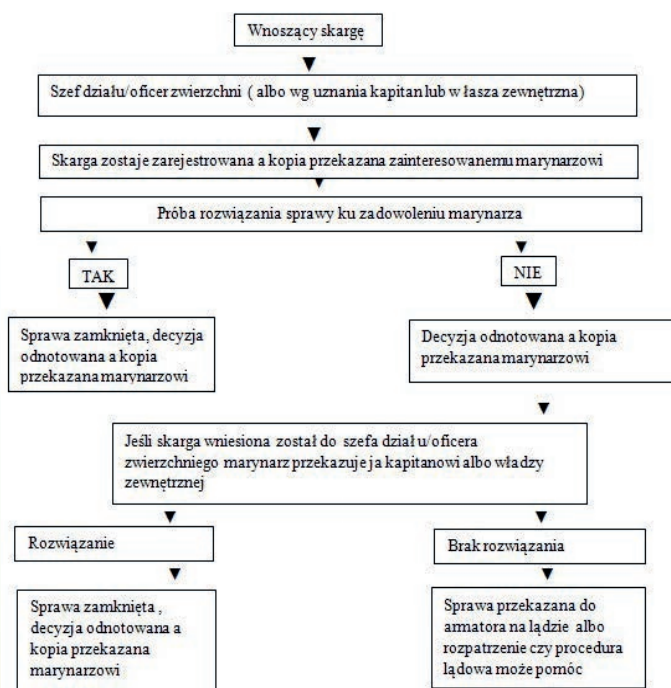 Wnoszący skargę
Szef działu/oficer zwierzchni ( albo wg uznania kapitan lub w łasza zewnętrzna)
Skarga zostaje zarejestrowana a kopia przekazana zainteresowanemu marynarzowi
Próba rozwiązania sprawy ku zadowoleniu marynarza
TAK
NIE
Sprawa zamknięta, decyzja
odnotowana a kopia
przekazana marynarzowi
Decyzja odnotowana a kopia
przekazana marynarzowi
Jeśli skarga wniesiona został do szefa działu/oficera
zwierzchniego marynarz przekazuje ja kapitanowi albo władzy
zewnętrznej
Rozwiązanie
Brak rozwiązania
Sprawa zamknięta ,
decyzja odnotowana a
kopia przekazana
marynarzowi
Sprawa przekazana do
armatora na lądzie albo
rozpatrzenie czy procedura
lądowa może pomóc